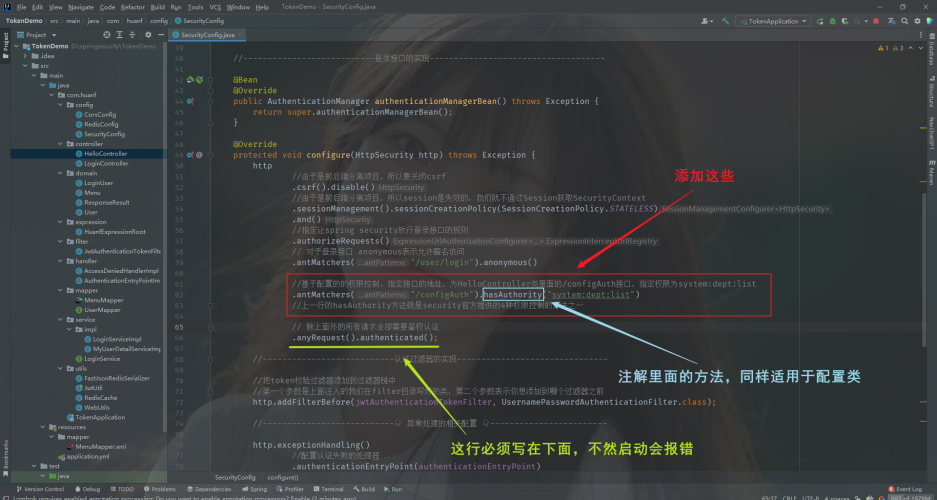 File Edit View Navigate Code Refactor Build Run Tools VCS Window Help TokenDemo - SecurityConfig.java
TokenDemo src main java com huanf config SecurityConfig
TokenApplication
Project
SecurityConfig.java
TokenDemo D:\springsecurity\TokenDemo
.idea
src
main
java
com.huanf
config
CorsConfig
RedisConfig
SecurityConfig
controller
HelloController
LoginController
domain
LoginUser
Menu
ResponseResult
User
expression
HuanfExpressionRoot
filter
JwtAuthenticationTokenFilt
handler
AccessDeniedHandlerImpl
AuthenticationEntryPointIm
mapper
MenuMapper
UserMapper
service
impl
LoginServiceImpl
MyUserDetailServiceImp
LoginService
utils
FastJsonRedisSerializer
JwtUtil
RedisCache
WebUtils
TokenApplication
resources
mapper
MenuMapper.xml
application.yml
test
java
39
40 //---------------------------登录接口的实现----------------------------------
41
42 @Bean
43 @Override
44 public AuthenticationManager authenticationManagerBean() throws Exception {
45 return super.authenticationManagerBean();
46 }
47
48 @Override
49 protected void configure(HttpSecurity http) throws Exception {
50 http
51 //由于是前后端分离项目，所以要关闭csrf
52 .csrf().disable() HttpSecurity
53 //由于是前后端分离项目，所以session是失效的，我们就不通过Session获取SecurityContext
54 .sessionManagement().sessionCreationPolicy(SessionCreationPolicy.STATELESS) SessionManagementConfigurer<HttpSecurity>
55 .and() HttpSecurity
56 //指定让spring security放行登录接口的规则
57 .authorizeRequests() ExpressionUrlAuthorizationConfigurer<...>.ExpressionInterceptUrlRegistry
58 // 对于登录接口 anonymous表示允许匿名访问
59 .antMatchers( ...antPatterns: "/user/login").anonymous()
60
61 //基于配置的的权限控制。指定接口的地址，为HelloController类里面的/configAuth接口，指定权限为system:dept:list
62 .antMatchers( ...antPatterns: "/configAuth").hasAuthority("system:dept:list")
63 //上一行的hasAuthority方法就是security官方提供的4种权限控制的方法之一
64
65 // 除上面外的所有请求全部需要鉴权认证
66 .anyRequest().authenticated();
67
68 //---------------------------认证过滤器的实现----------------------------------
69
70 //把token校验过滤器添加到过滤器链中
71 //第一个参数是上面注入的我们在filter目录写好的类，第二个参数表示你想添加到哪个过滤器之前
72 http.addFilterBefore(jwtAuthenticationTokenFilter, UsernamePasswordAuthenticationFilter.class);
73
74 //---------------------------异常处理的相关配置----------------------------------
75
76 http.exceptionHandling()
77 //配置认证失败的处理器
78 .authenticationEntryPoint(authenticationEntryPoint)
添加这些
注解里面的方法，同样适用于配置类
这行必须写在下面，不然启动会报错
SecurityConfig configure()
Database
Structure
NexChatGPT
Maven
Bookmarks
Version Control Debug TODO Problems Dependencies Spring Profiler Terminal Build Run Event Log
65:37 CRLF UTF-8 4 spaces